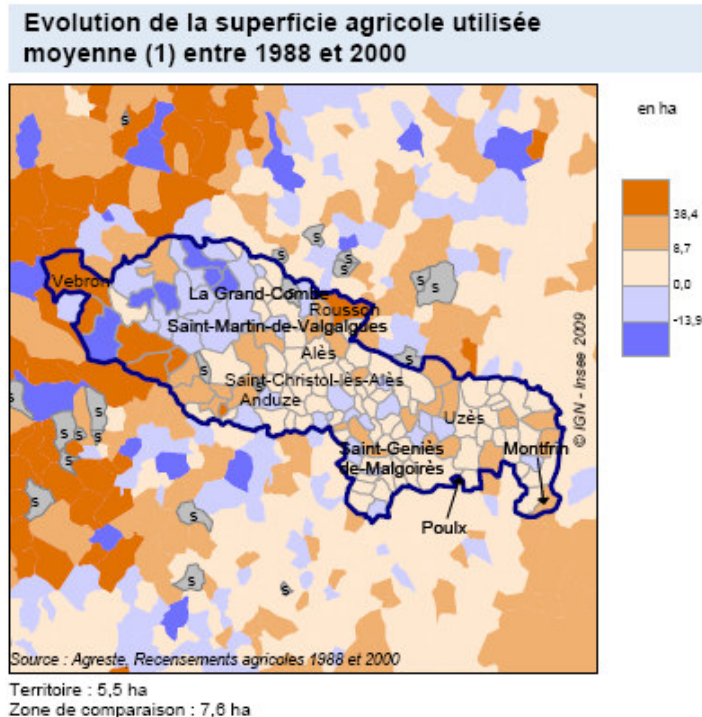 Evolution de la superficie agricole utilisée
moyenne (1) entre 1988 et 2000
en ha
38,4
8,7
0,0
-13,9
S
S
S
S
S
S
S
S
Vebron
La Grand-Combe
S
Rousson
Saint-Martin-de-Valgalgues
Alès
S
S
Saint-Christol-lès-Alès
S
Anduze
S
S
S
S
S
Uzès
Saint-Geniès
de-Malgoirès
Montfrin
S
S
Poulx
S
S
© IGN - Insee 2009
Source : Agreste, Recensements agricoles 1988 et 2000
Territoire : 5,5 ha
Zone de comparaison : 7,6 ha